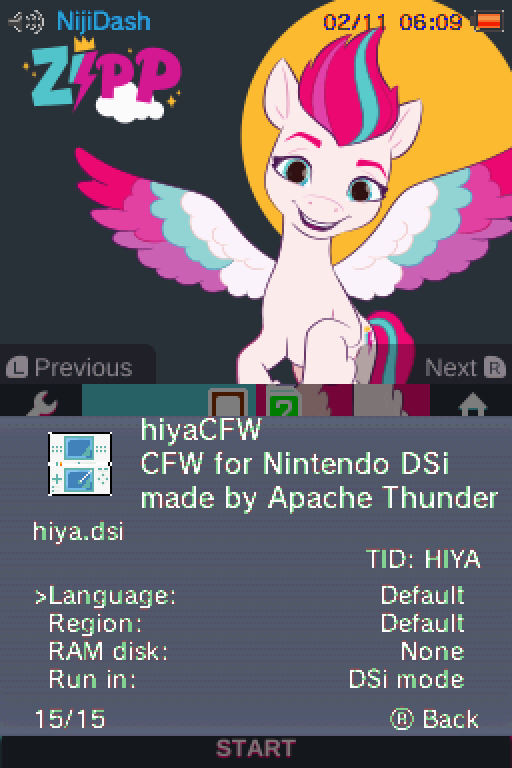 NijiDash 02/11 06:09
ZIPP
L Previous Next R
?
hiyaCFW
CFW for Nintendo DSi
made by Apache Thunder
hiya.dsi
TID: HIYA
>Language: Default
Region: Default
RAM disk: None
Run in: DSi mode
15/15 Ⓡ Back
START